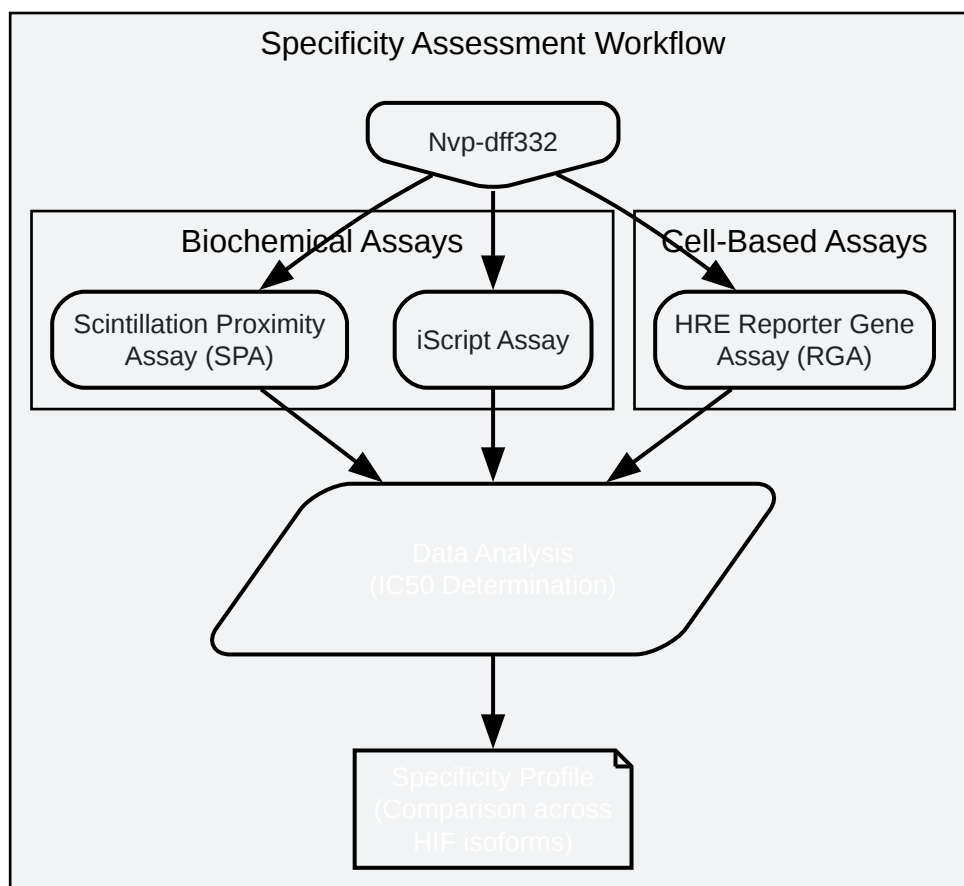 Specificity Assessment Workflow
Nvp-dff332
Biochemical Assays
Cell-Based Assays
Scintillation Proximity
Assay (SPA)
iScript Assay
HRE Reporter Gene
Assay (RGA)
Data Analysis
(IC50 Determination)
Specificity Profile
(Comparison across
HIF isoforms)